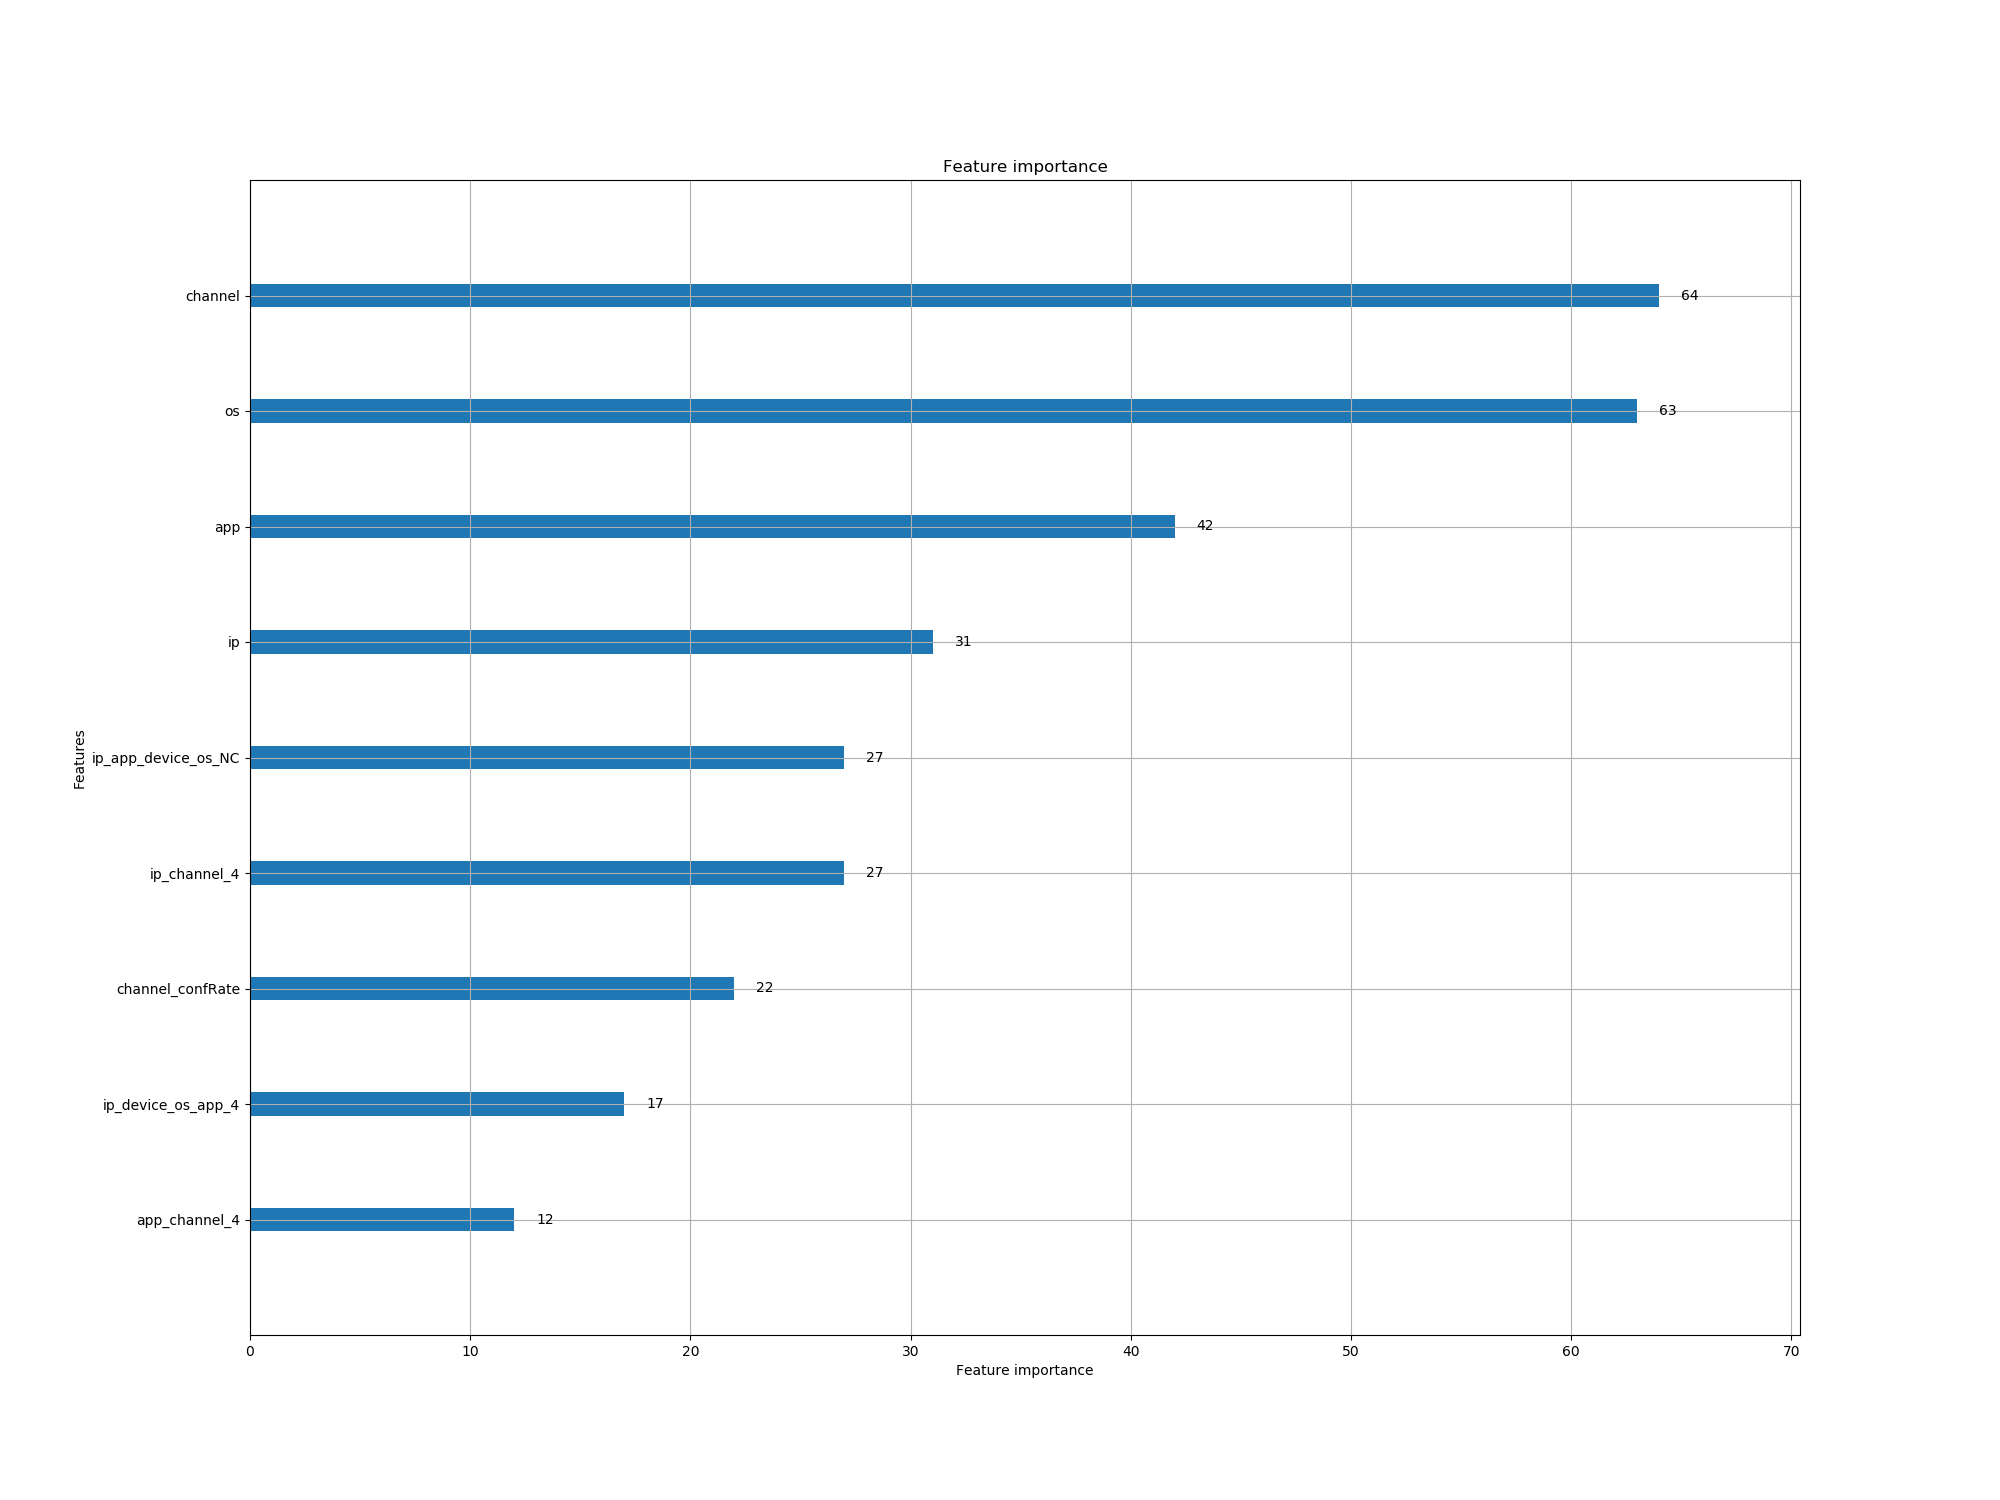 Feature importance
channel
64
os
63
app
42
ip
31
Features
ip_app_device_os_NC
27
ip_channel_4
27
channel_confRate
22
ip_device_os_app_4
17
app_channel_4
12
0 10 20 30 40 50 60 70
Feature importance